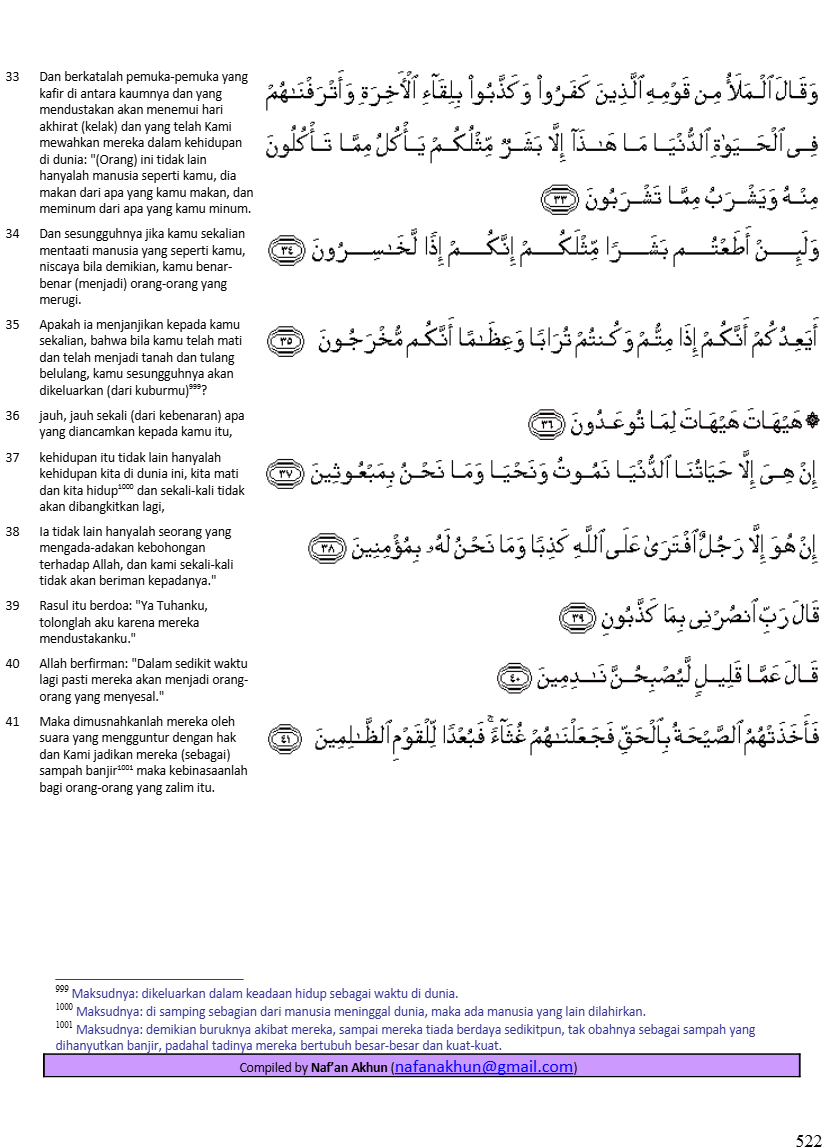 33 Dan berkatalah pemuka-pemuka yang
kafir di antara kaumnya dan yang
mendustakan akan menemui hari
akhirat (kelak) dan yang telah Kami
mewahkan mereka dalam kehidupan
di dunia: "(Orang) ini tidak lain
hanyalah manusia seperti kamu, dia
makan dari apa yang kamu makan, dan
meminum dari apa yang kamu minum.
وَقَالَ ٱلْمَلَأُ مِن قَوْمِهِ ٱلَّذِينَ كَفَرُوا۟ وَكَذَّبُوا۟ بِلِقَآءِ ٱلْأَخِرَةِ وَأَتْرَفْنَـٰهُمْ
فِى ٱلْحَيَوٰةِ ٱلدُّنْيَا مَا هَـٰذَآ إِلَّا بَشَرٌ مِّثْلُكُمْ يَأْكُلُ مِمَّا تَأْكُلُونَ
مِنْهُ وَيَشْرَبُ مِمَّا تَشْرَبُونَ ٣٣
34 Dan sesungguhnya jika kamu sekalian
mentaati manusia yang seperti kamu,
niscaya bila demikian, kamu benar-
benar (menjadi) orang-orang yang
merugi.
وَلَئِنْ أَطَعْتُم بَشَرًا مِّثْلَكُمْ إِنَّكُمْ إِذًا لَّخَـٰسِرُونَ ٣٤
35 Apakah ia menjanjikan kepada kamu
sekalian, bahwa bila kamu telah mati
dan telah menjadi tanah dan tulang
belulang, kamu sesungguhnya akan
dikeluarkan (dari kuburmu)999?
أَيَعِدُكُمْ أَنَّكُمْ إِذَا مِتُّمْ وَكُنتُمْ تُرَابًا وَعِظَـٰمًا أَنَّكُم مُّخْرَجُونَ ٣٥
36 jauh, jauh sekali (dari kebenaran) apa
yang diancamkan kepada kamu itu,
۞ هَيْهَاتَ هَيْهَاتَ لِمَا تُوعَدُونَ ٣٦
37 kehidupan itu tidak lain hanyalah
kehidupan kita di dunia ini, kita mati
dan kita hidup1000 dan sekali-kali tidak
akan dibangkitkan lagi,
إِنْ هِىَ إِلَّا حَيَاتُنَا ٱلدُّنْيَا نَمُوتُ وَنَحْيَا وَمَا نَحْنُ بِمَبْعُوثِينَ ٣٧
38 Ia tidak lain hanyalah seorang yang
mengada-adakan kebohongan
terhadap Allah, dan kami sekali-kali
tidak akan beriman kepadanya."
إِنْ هُوَ إِلَّا رَجُلٌ ٱفْتَرَىٰ عَلَى ٱللَّهِ كَذِبًا وَمَا نَحْنُ لَهُۥ بِمُؤْمِنِينَ ٣٨
39 Rasul itu berdoa: "Ya Tuhanku,
tolonglah aku karena mereka
mendustakanku."
قَالَ رَبِّ ٱنصُرْنِى بِمَا كَذَّبُونِ ٣٩
40 Allah berfirman: "Dalam sedikit waktu
lagi pasti mereka akan menjadi orang-
orang yang menyesal."
قَالَ عَمَّا قَلِيلٍ لَّيُصْبِحُنَّ نَـٰدِمِينَ ٤٠
41 Maka dimusnahkanlah mereka oleh
suara yang mengguntur dengan hak
dan Kami jadikan mereka (sebagai)
sampah banjir1001 maka kebinasaanlah
bagi orang-orang yang zalim itu.
فَأَخَذَتْهُمُ ٱلصَّيْحَةُ بِٱلْحَقِّ فَجَعَلْنَـٰهُمْ غُثَآءً ۚ فَبُعْدًا لِّلْقَوْمِ ٱلظَّـٰلِمِينَ ٤١
999 Maksudnya: dikeluarkan dalam keadaan hidup sebagai waktu di dunia.
1000 Maksudnya: di samping sebagian dari manusia meninggal dunia, maka ada manusia yang lain dilahirkan.
1001 Maksudnya: demikian buruknya akibat mereka, sampai mereka tiada berdaya sedikitpun, tak obahnya sebagai sampah yang
dihanyutkan banjir, padahal tadinya mereka bertubuh besar-besar dan kuat-kuat.
Compiled by Naf’an Akhun (nafanakhun@gmail.com)
522